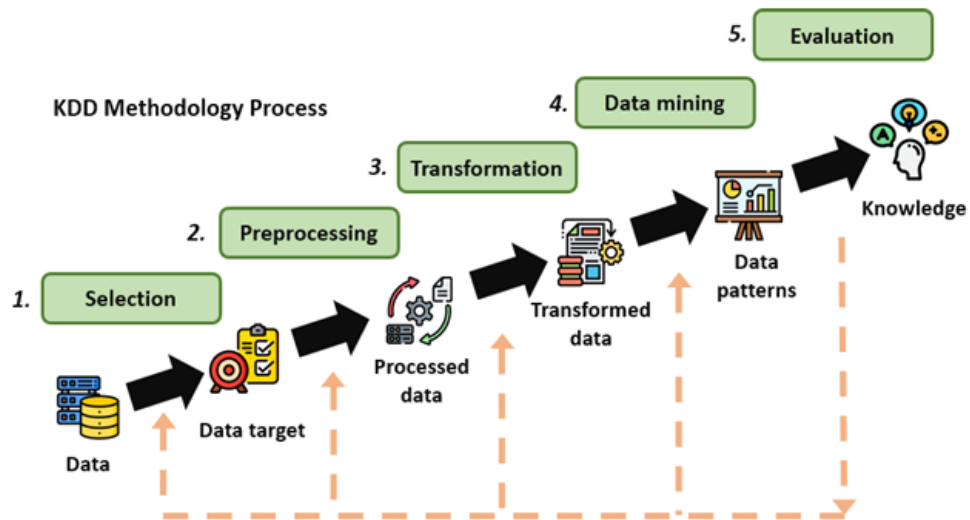 KDD Methodology Process
1. Selection
2. Preprocessing
3. Transformation
4. Data mining
5. Evaluation
Data
Data target
Processed
data
Transformed
data
Data
patterns
Knowledge
A